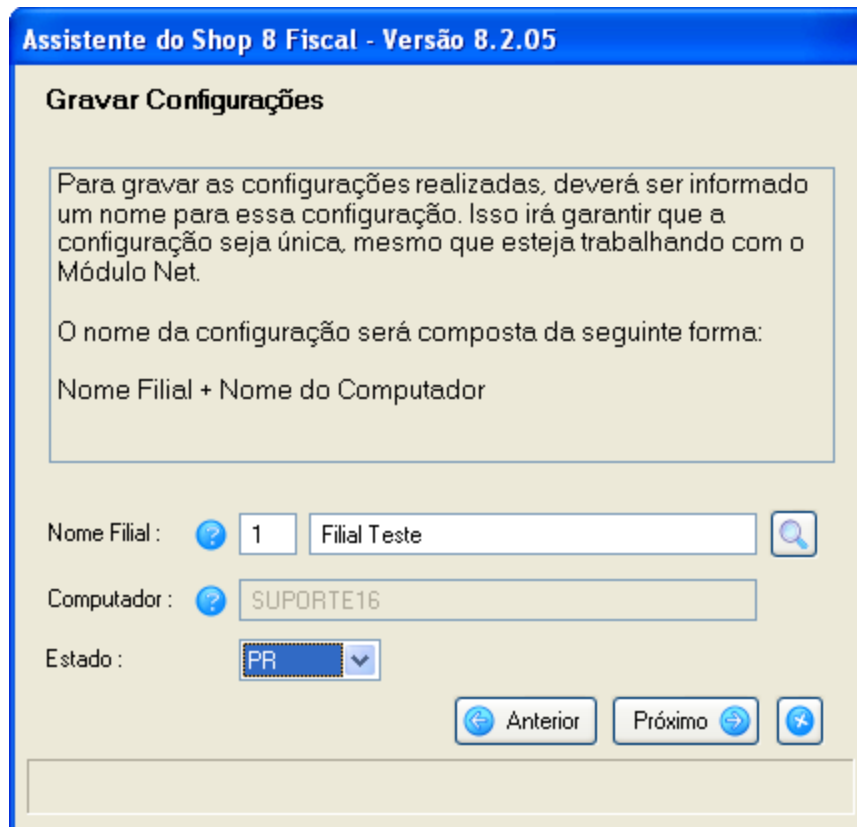 Assistente do Shop 8 Fiscal - Versão 8.2.05
Gravar Configurações
Para gravar as configurações realizadas, deverá ser informado
um nome para essa configuração. Isso irá garantir que a
configuração seja única, mesmo que esteja trabalhando com o
Módulo Net.
O nome da configuração será composta da seguinte forma:
Nome Filial + Nome do Computador
Nome Filial : ? 1 Filial Teste
Computador : ? SUPORTE16
Estado : PR
Anterior Próximo